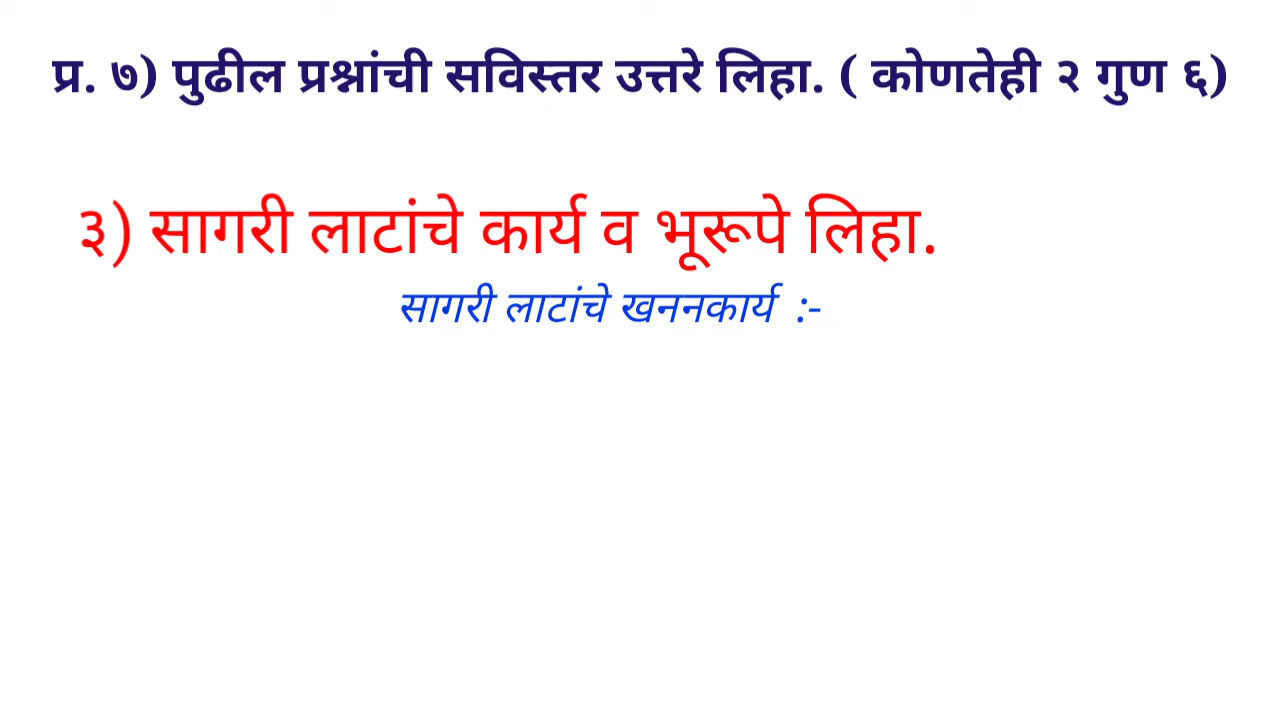 प्र. ७) पुढील प्रश्नांची सविस्तर उत्तरे लिहा. ( कोणतेही २ गुण ६)
३) सागरी लाटांचे कार्य व भूरूपे लिहा.
सागरी लाटांचे खननकार्य :-